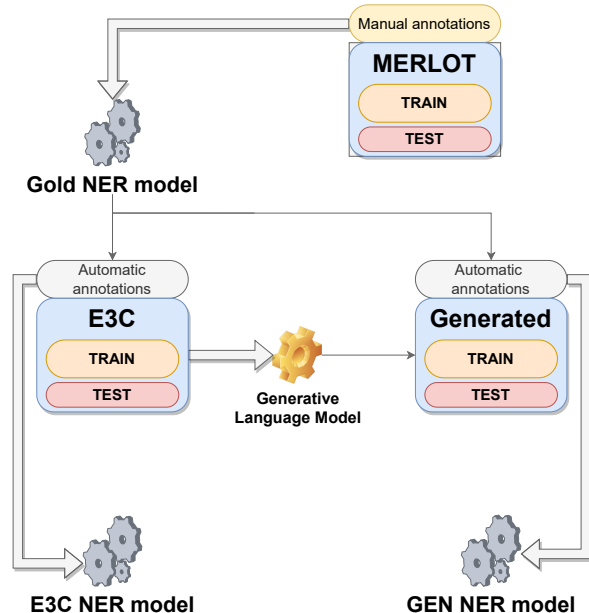 Manual annotations
MERLOT
TRAIN
TEST
Gold NER model
Automatic
annotations
E3C
TRAIN
TEST
Generative
Language Model
Automatic
annotations
Generated
TRAIN
TEST
E3C NER model
GEN NER model